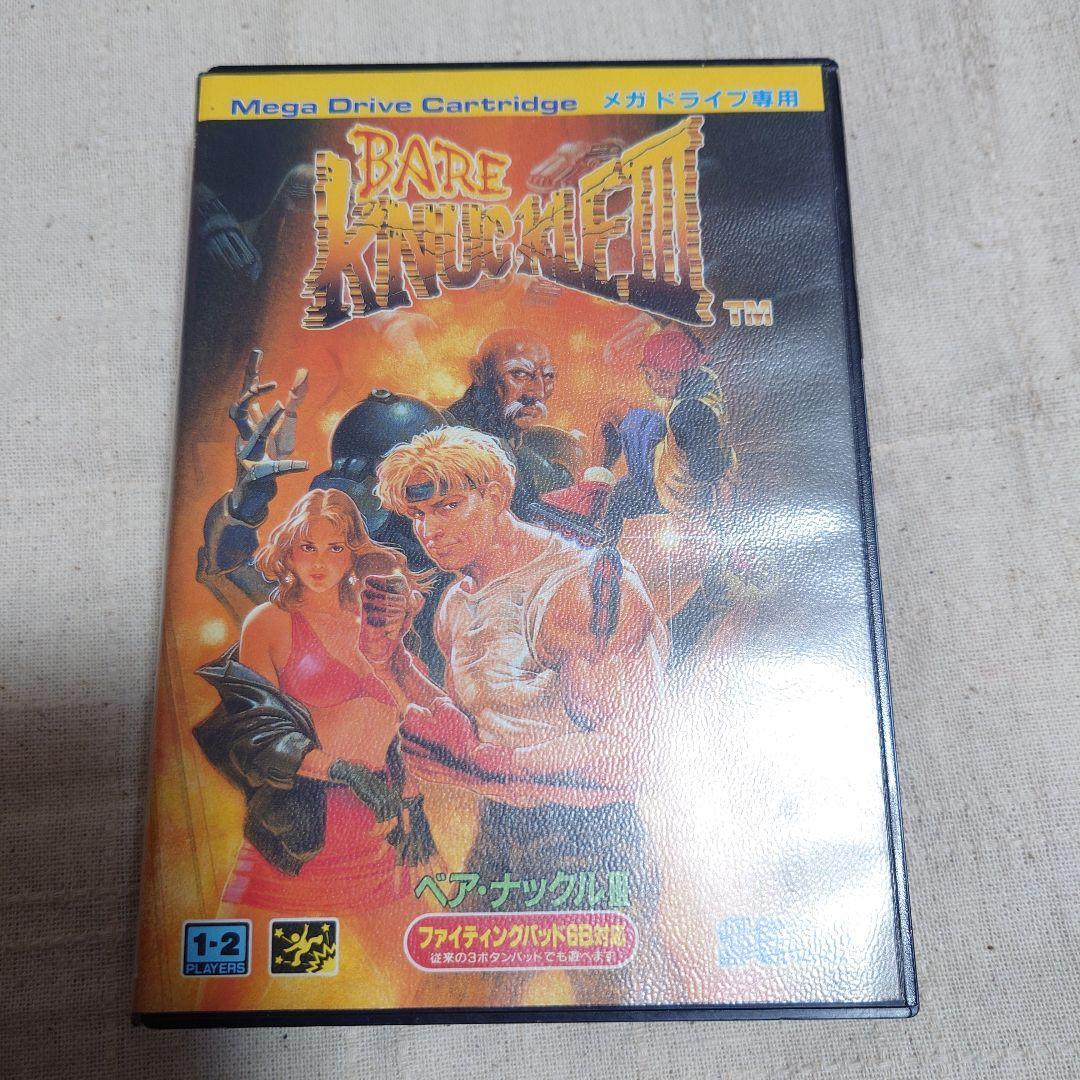 Mega Drive Cartridge メガドライブ専用
BARE
KNUCKLE III
TM
ベア・ナックルIII
ファイティングパッド6B対応
従来の3ボタンパッドでも遊べます
1-2
PLAYERS